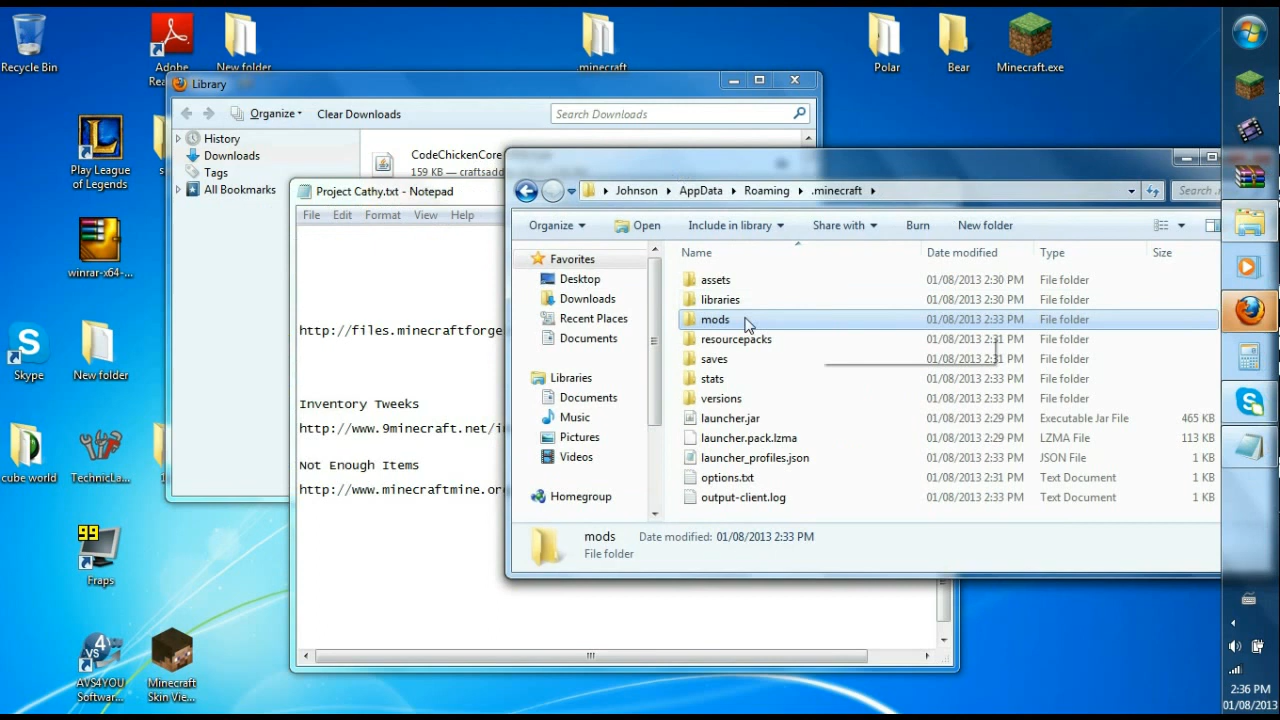 Recycle Bin
Adobe
Rea
New folder
.minecraft
Polar
Bear
Minecraft.exe
Play League
of Legends
winrar-x64-...
Skype
New folder
cube world
TechnicLa...
99
Fraps
AVS4YOU
Softwar...
Minecraft
Skin Vie...
Library
Organize
Clear Downloads
Search Downloads
History
Downloads
Tags
All Bookmarks
CodeChickenCore
159 KB — craftsadd
Project Cathy.txt - Notepad
File Edit Format View Help
http://files.minecraftforge
Inventory Tweeks
http://www.9minecraft.net/i
Not Enough Items
http://www.minecraftmine.or
Johnson AppData Roaming .minecraft
Search
Organize Open Include in library Share with Burn New folder
Name Date modified Type Size
Favorites
Desktop
Downloads
Recent Places
Documents
Libraries
Documents
Music
Pictures
Videos
Homegroup
assets 01/08/2013 2:30 PM File folder
libraries 01/08/2013 2:30 PM File folder
mods 01/08/2013 2:33 PM File folder
resourcepacks 01/08/2013 2:31 PM File folder
saves 01/08/2013 2:31 PM File folder
stats 01/08/2013 2:33 PM File folder
versions 01/08/2013 2:33 PM File folder
launcher.jar 01/08/2013 2:29 PM Executable Jar File 465 KB
launcher.pack.lzma 01/08/2013 2:29 PM LZMA File 113 KB
launcher_profiles.json 01/08/2013 2:33 PM JSON File 1 KB
options.txt 01/08/2013 2:31 PM Text Document 1 KB
output-client.log 01/08/2013 2:33 PM Text Document 1 KB
mods Date modified: 01/08/2013 2:33 PM
File folder
2:36 PM
01/08/2013